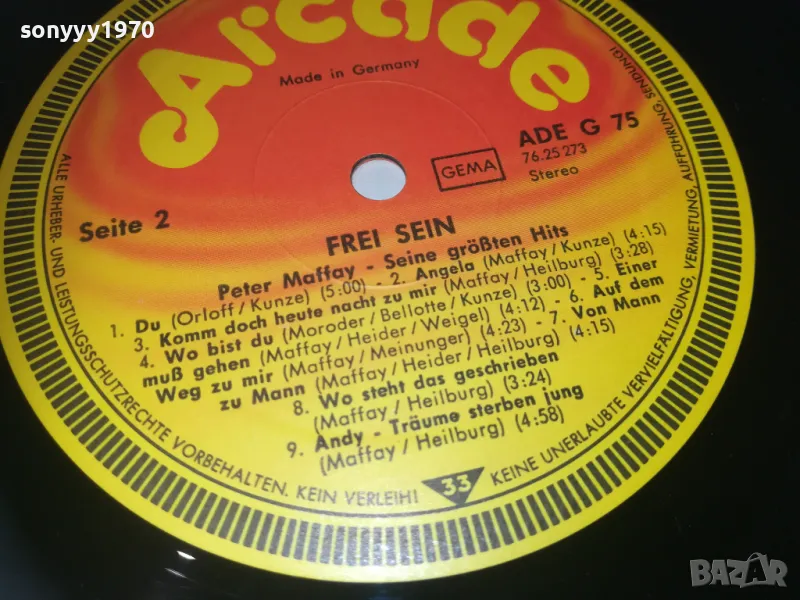 sonyyy1970
Arcade
Made in Germany
GEMA
ADE G 75
76.25 273
Stereo
Seite 2
FREI SEIN
Peter Maffay - Seine größten Hits
1. Du (Orloff/Kunze) (5:00) - 2. Angela (Maffay/Kunze) (4:15)
3. Komm doch heute nacht zu mir (Maffay/Heilburg) (3:28)
4. Wo bist du (Moroder/Bellotte/Kunze) (3:00) - 5. Einer
muß gehen (Maffay/Heider/Weigel) (4:12) - 6. Auf dem
Weg zu mir (Maffay/Meinunger) (4:23) - 7. Von Mann
zu Mann (Maffay/Heider/Heilburg) (4:15)
8. Wo steht das geschrieben
(Maffay/Heilburg) (3:24)
9. Andy - Träume sterben jung
(Maffay/Heilburg) (4:58)
ALLE URHEBER- UND LEISTUNGSSCHUTZRECHTE VORBEHALTEN. KEIN VERLEIH!
33
KEINE UNERLAUBTE VERVIELFÄLTIGUNG, VERMIETUNG, AUFFÜHRUNG, SENDUNG!
BAZAR